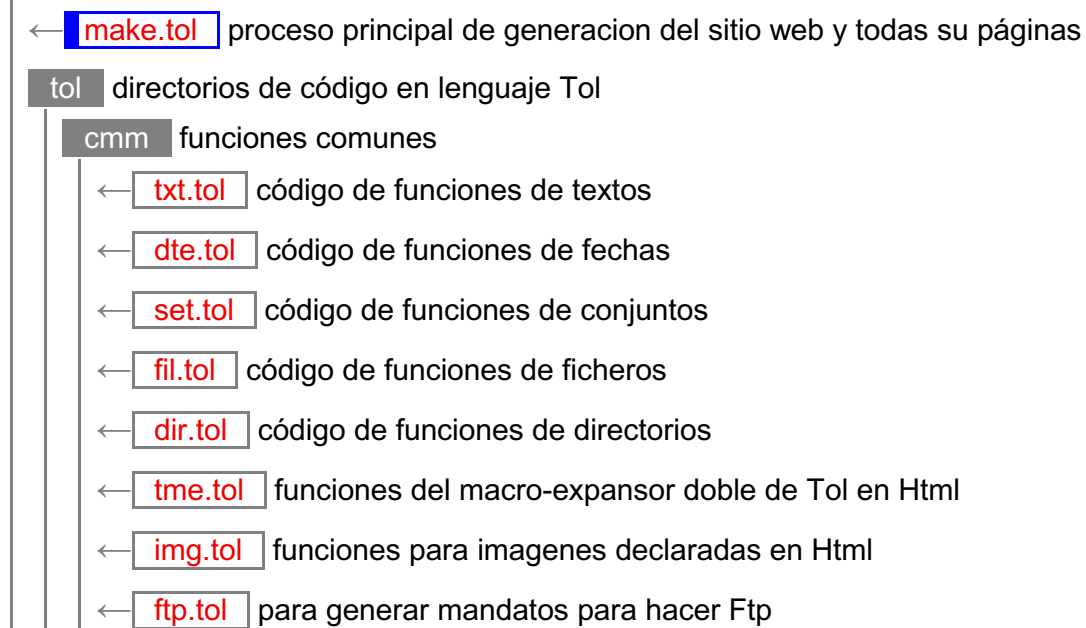 ← make.tol proceso principal de generacion del sitio web y todas su páginas
tol directorios de código en lenguaje Tol
cmm funciones comunes
← txt.tol código de funciones de textos
← dte.tol código de funciones de fechas
← set.tol código de funciones de conjuntos
← fil.tol código de funciones de ficheros
← dir.tol código de funciones de directorios
← tme.tol funciones del macro-expansor doble de Tol en Html
← img.tol funciones para imagenes declaradas en Html
← ftp.tol para generar mandatos para hacer Ftp